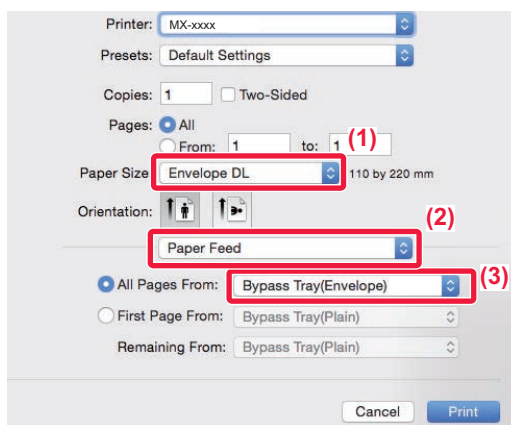 Printer: MX-xxxx
Presets: Default Settings
Copies: 1 Two-Sided
Pages: All
From: 1 to: 1 (1)
Paper Size Envelope DL 110 by 220 mm
Orientation:
(2)
Paper Feed
(3)
All Pages From: Bypass Tray(Envelope)
First Page From: Bypass Tray(Plain)
Remaining From: Bypass Tray(Plain)
Cancel Print